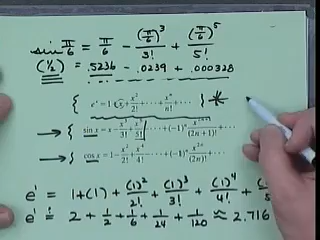 sin π/6 = π/6 - (π/6)³/3! + (π/6)⁵/5!
(1/2) = .5236 - .0239 + .000328
{ eˣ = 1 + x + x²/2! + ⋯ + xⁿ/n! + ⋯ } *
→ { sin x = x - x³/3! + x⁵/5! - ⋯ + (-1)ⁿ x²ⁿ⁺¹/(2n+1)! + ⋯
→ { cos x = 1 - x²/2! + x⁴/4! - ⋯ + (-1)ⁿ x²ⁿ/(2n)! + ⋯
e¹ = 1 + (1) + (1)²/2! + (1)³/3! + (1)⁴/4! +
e¹ ≐ 2 + 1/2 + 1/6 + 1/24 + 1/120 ≈ 2.716